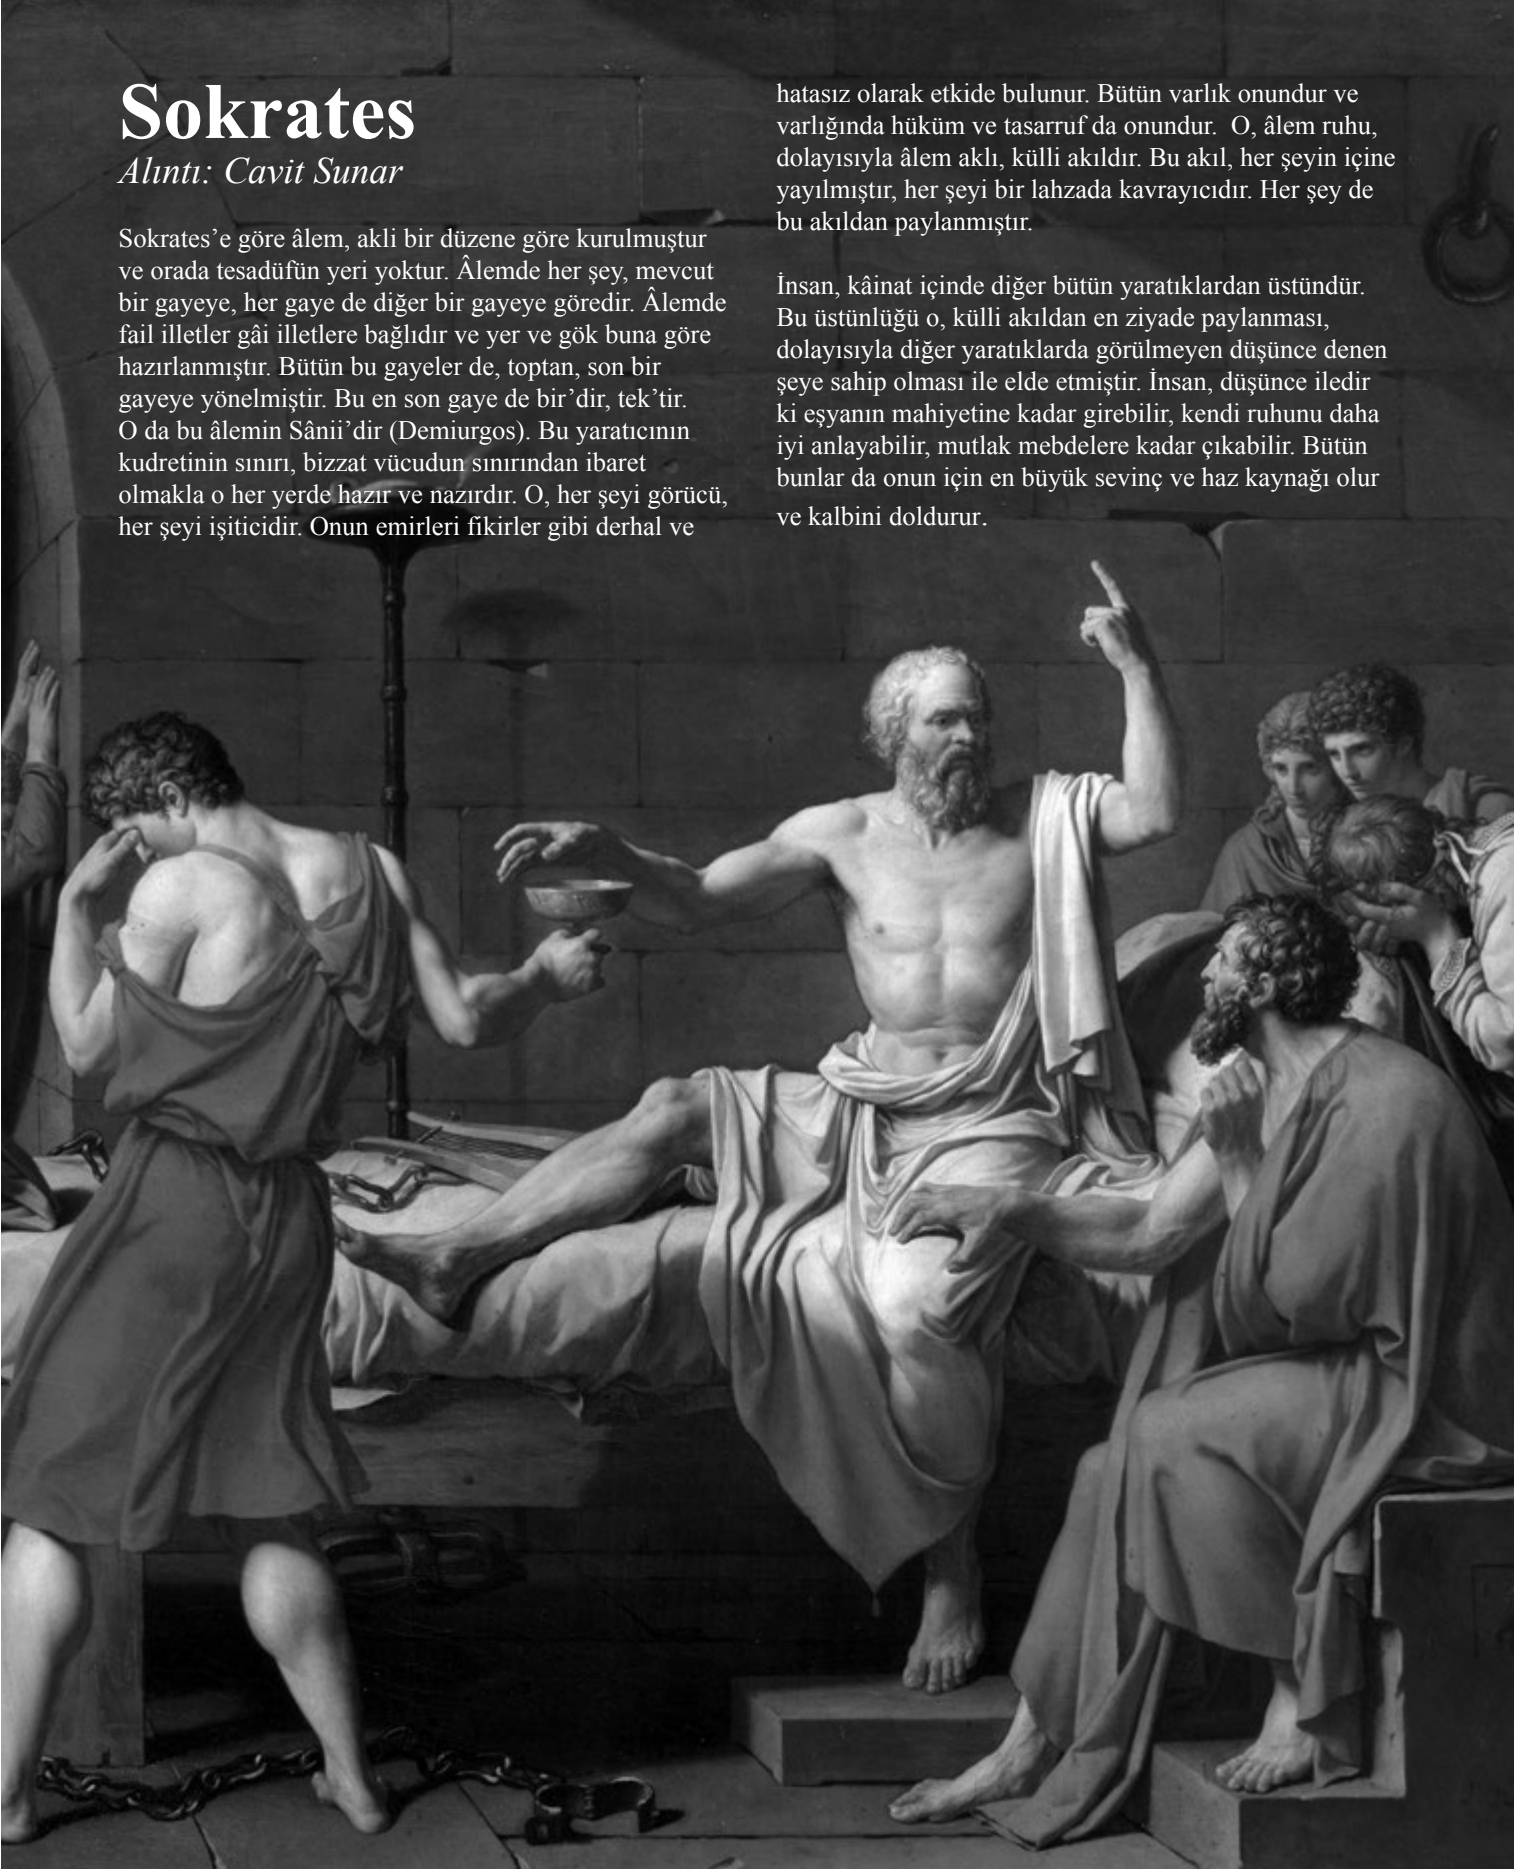 Sokrates
Alıntı: Cavit Sunar
Sokrates’e göre âlem, akli bir düzene göre kurulmuştur
ve orada tesadüfün yeri yoktur. Âlemde her şey, mevcut
bir gayeye, her gaye de diğer bir gayeye göredir. Âlemde
fail illetler gâi illetlere bağlıdır ve yer ve gök buna göre
hazırlanmıştır. Bütün bu gayeler de, toptan, son bir
gayeye yönelmiştir. Bu en son gaye de bir’dir, tek’tir.
O da bu âlemin Sânii’dir (Demiurgos). Bu yaratıcının
kudretinin sınırı, bizzat vücudun sınırından ibaret
olmakla o her yerde hazır ve nazırdır. O, her şeyi görücü,
her şeyi işiticidir. Onun emirleri fikirler gibi derhal ve
hatasız olarak etkide bulunur. Bütün varlık onundur ve
varlığında hüküm ve tasarruf da onundur.  O, âlem ruhu,
dolayısıyla âlem aklı, külli akıldır. Bu akıl, her şeyin içine
yayılmıştır, her şeyi bir lahzada kavrayıcıdır. Her şey de
bu akıldan paylanmıştır.
İnsan, kâinat içinde diğer bütün yaratıklardan üstündür.
Bu üstünlüğü o, külli akıldan en ziyade paylanması,
dolayısıyla diğer yaratıklarda görülmeyen düşünce denen
şeye sahip olması ile elde etmiştir. İnsan, düşünce iledir
ki eşyanın mahiyetine kadar girebilir, kendi ruhunu daha
iyi anlayabilir, mutlak mebdelere kadar çıkabilir. Bütün
bunlar da onun için en büyük sevinç ve haz kaynağı olur
ve kalbini doldurur.